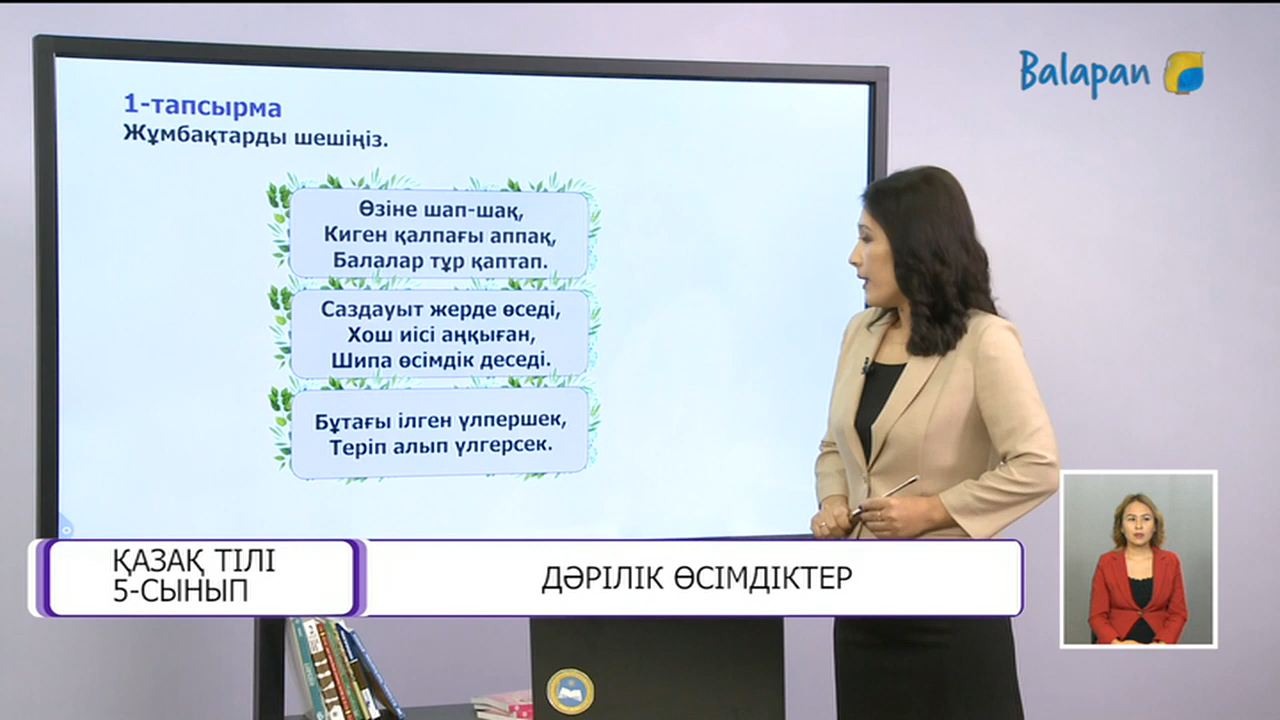 Balapan
1-тапсырма
Жұмбақтарды шешіңіз.
Өзіне шап-шақ,
Киген қалпағы аппақ,
Балалар тұр қаптап.
Саздауыт жерде өседі,
Хош иісі аңқыған,
Шипа өсімдік деседі.
Бұтағы ілген үлпершек,
Теріп алып үлгерсек.
ҚАЗАҚ ТІЛІ
5-СЫНЫП
ДӘРІЛІК ӨСІМДІКТЕР